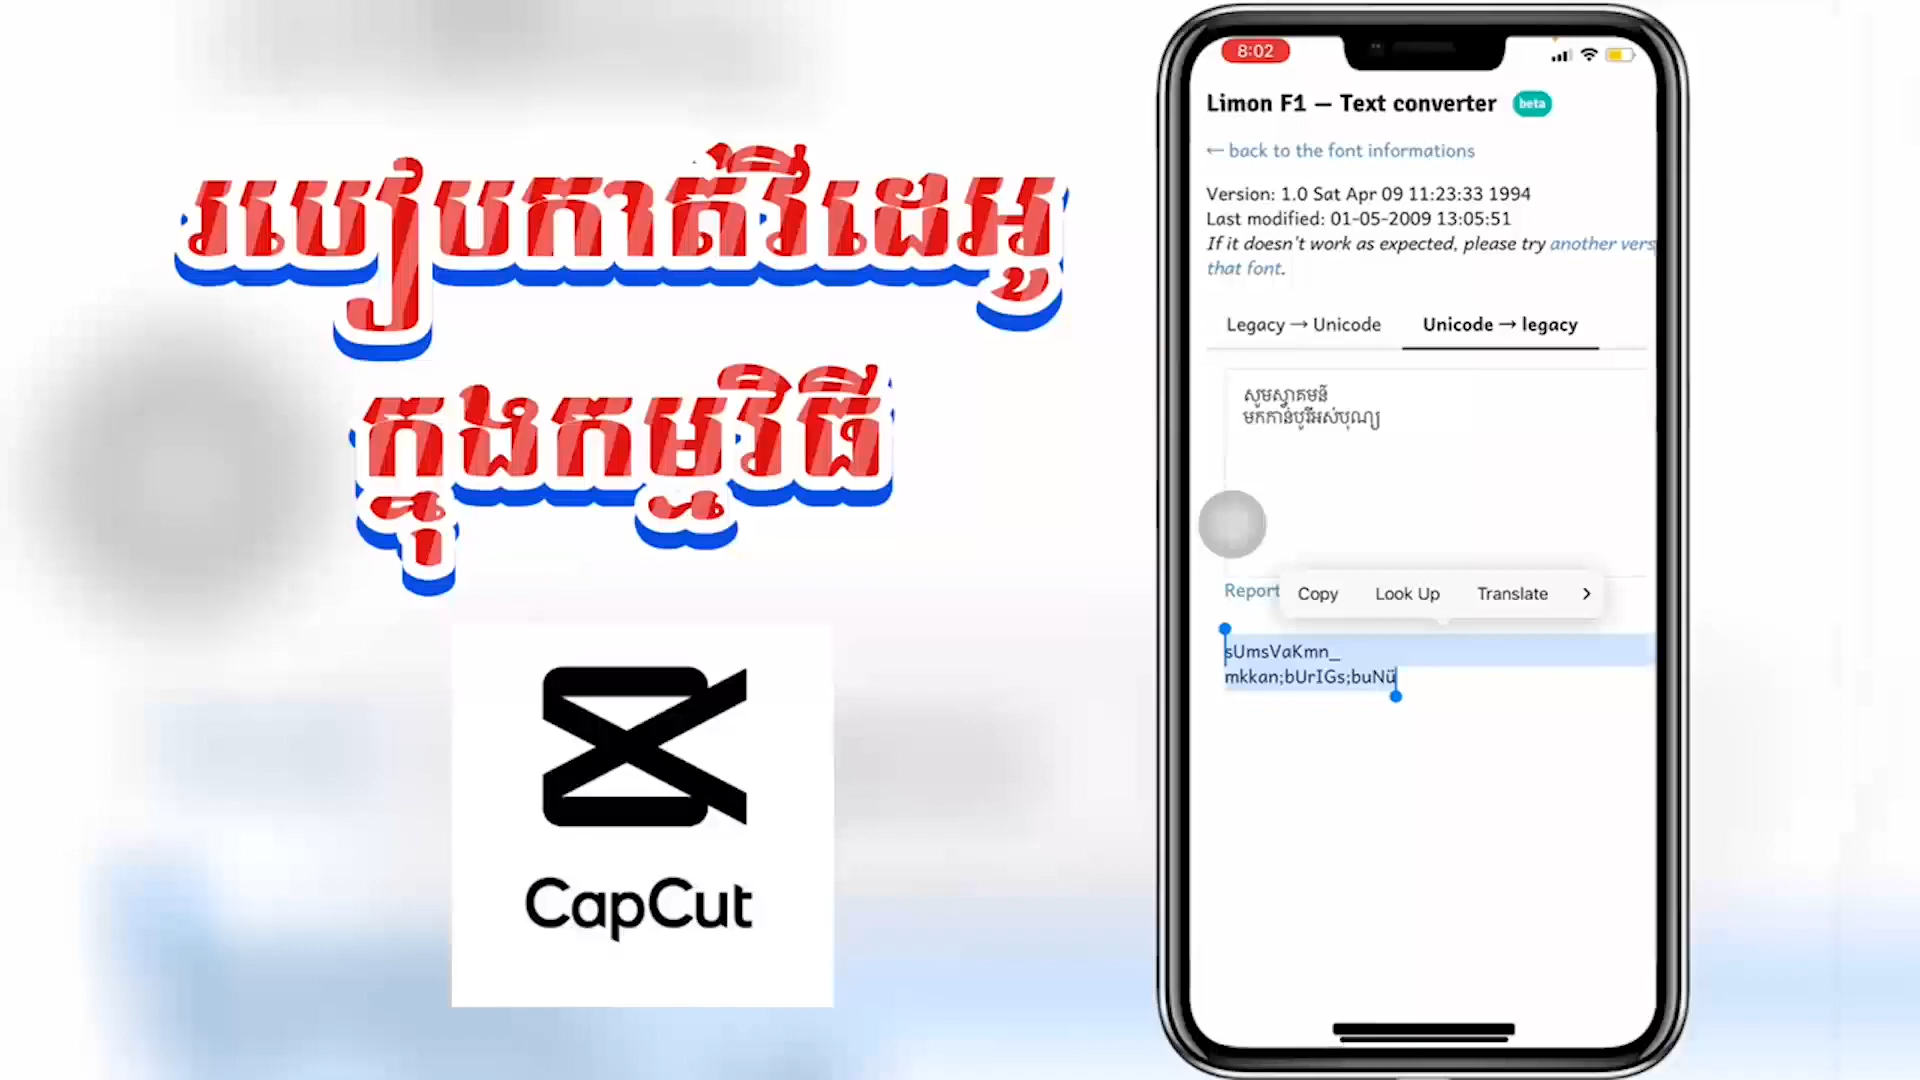 របៀបកាត់វីដេអូ
ក្នុងកម្មវិធី
CapCut
8:02
Limon F1 — Text converter beta
← back to the font informations
Version: 1.0 Sat Apr 09 11:23:33 1994
Last modified: 01-05-2009 13:05:51
If it doesn't work as expected, please try another vers
that font.
Legacy → Unicode Unicode → legacy
សូមស្វាគមន៍
មកកាន់បូរីអស់បុណ្យ
Report
Copy Look Up Translate
sUmsVaKmn_
mkkan;bUrIGs;buNü